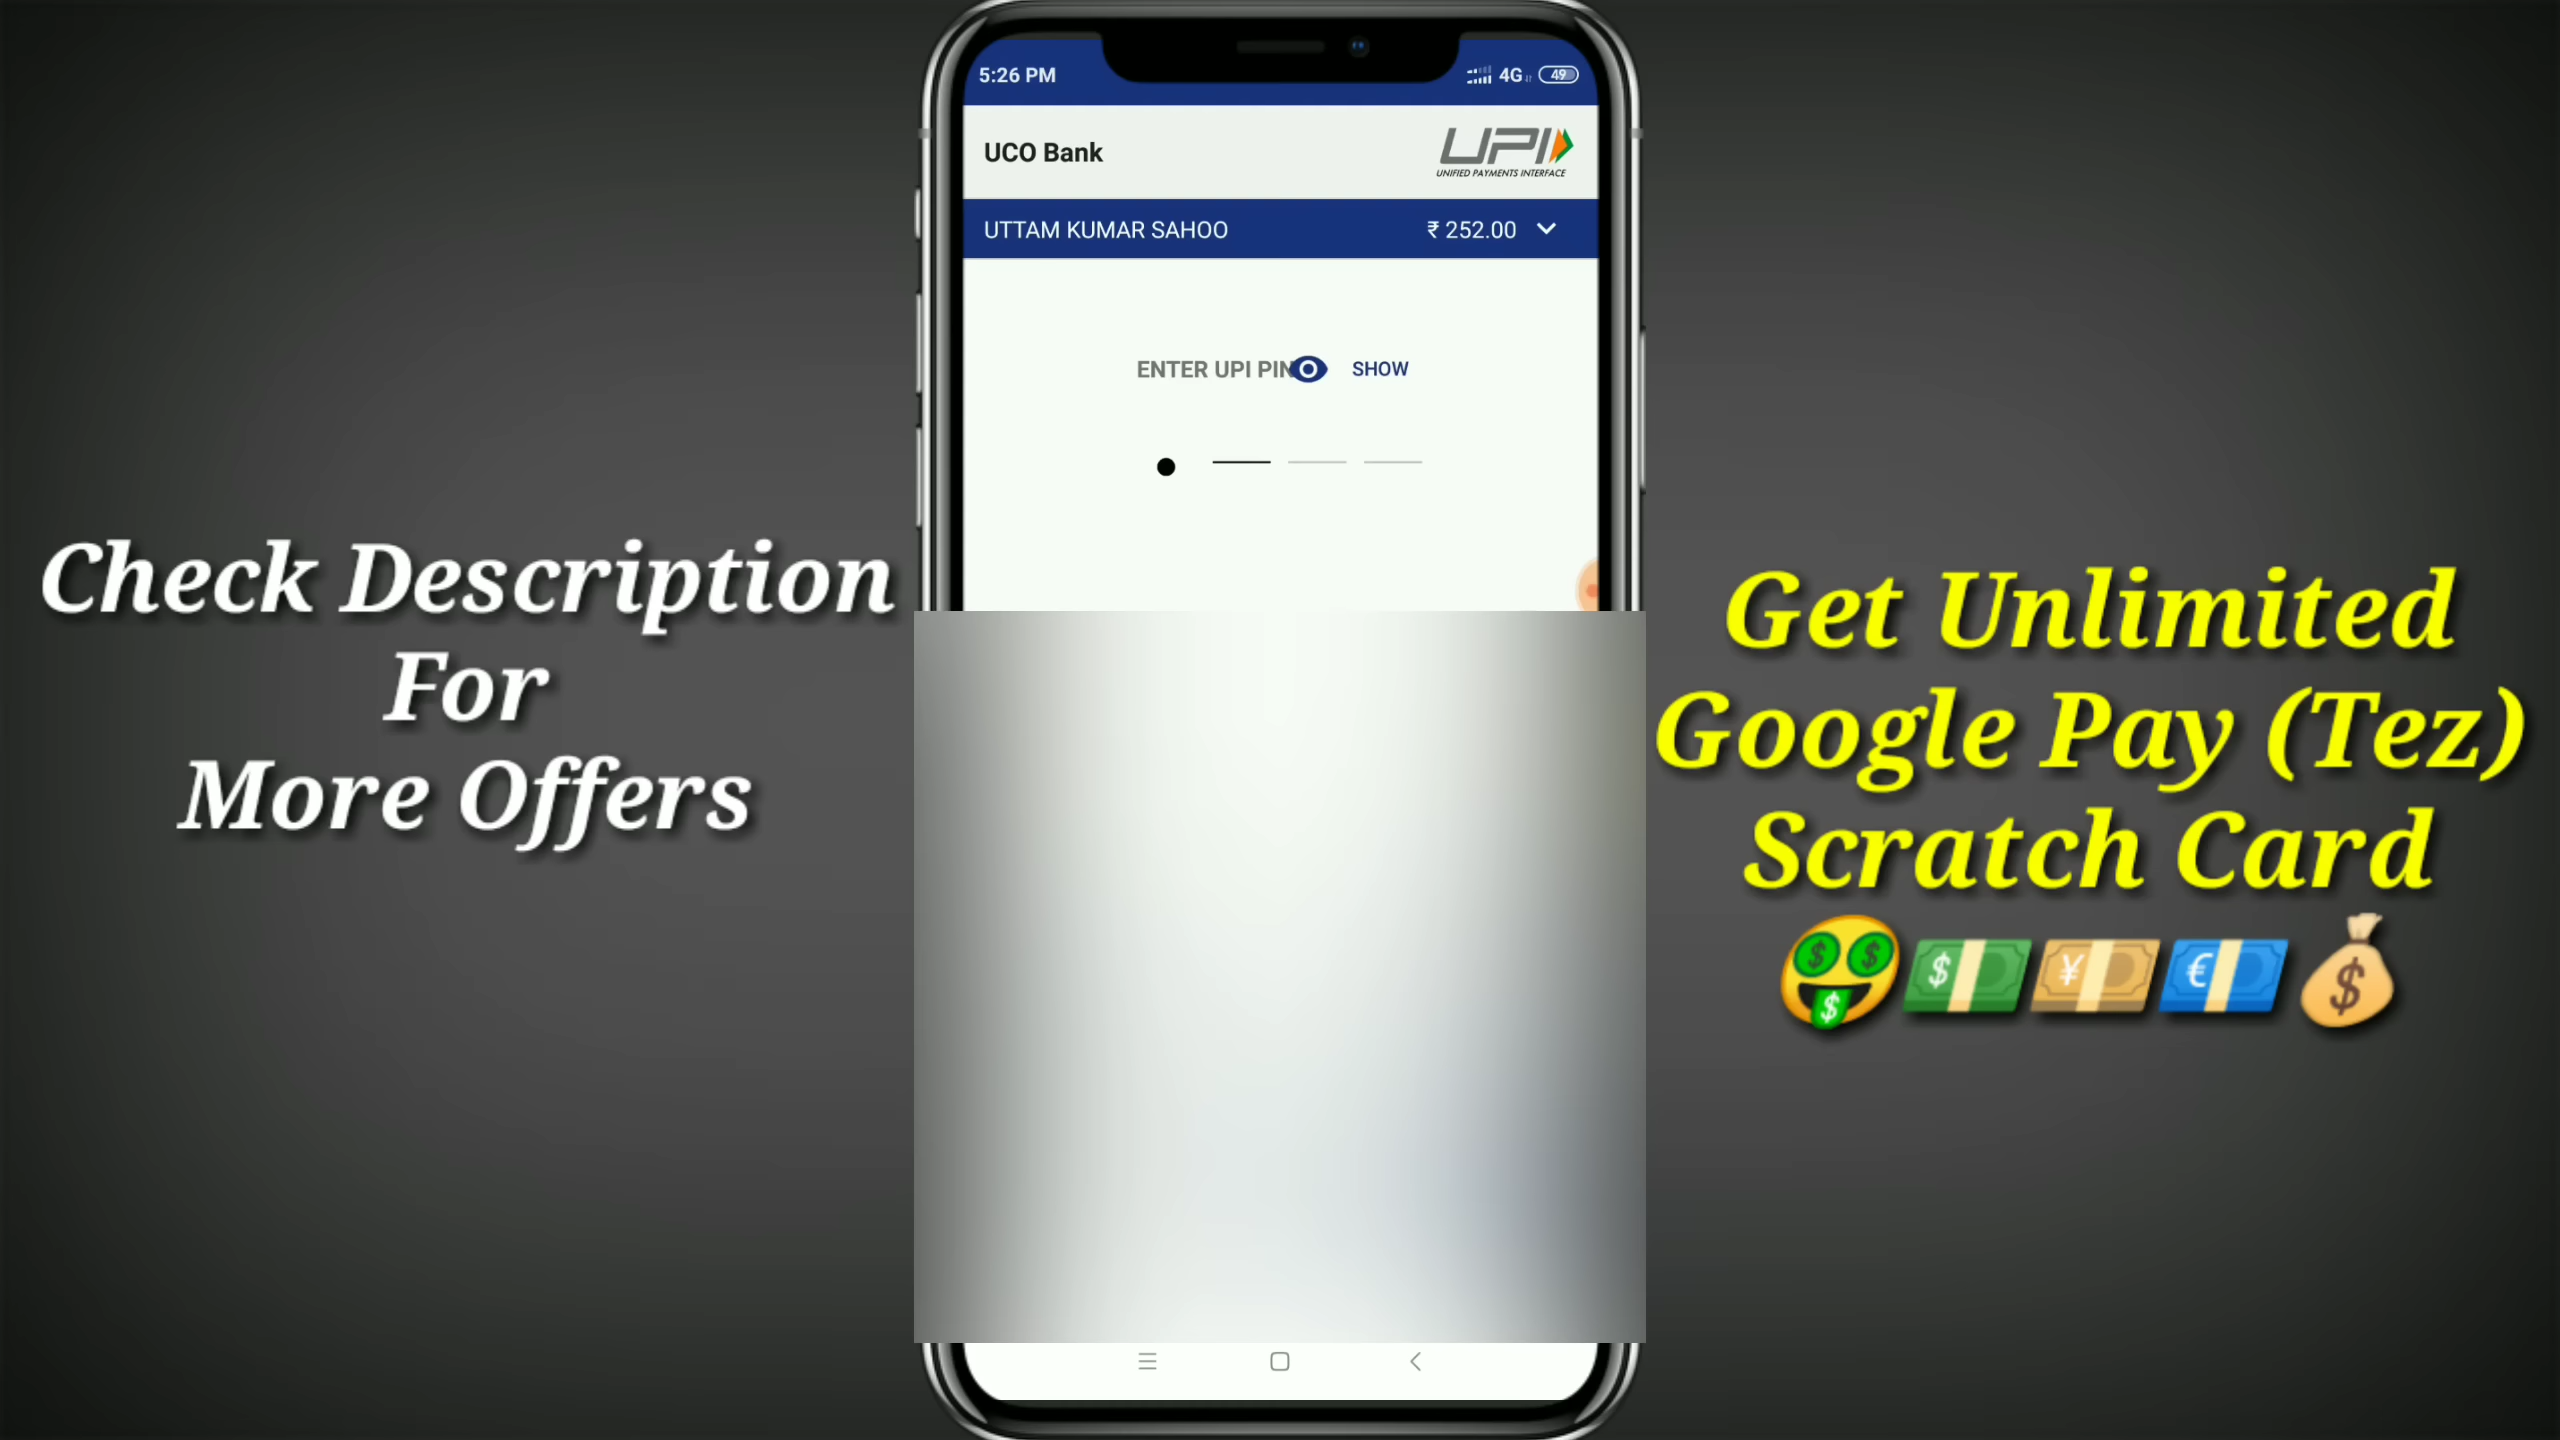 5:26 PM
4G
49
UCO Bank
UPI
UNIFIED PAYMENTS INTERFACE
UTTAM KUMAR SAHOO
₹ 252.00
ENTER UPI PIN
SHOW
Check Description
For
More Offers
Get Unlimited
Google Pay (Tez)
Scratch Card